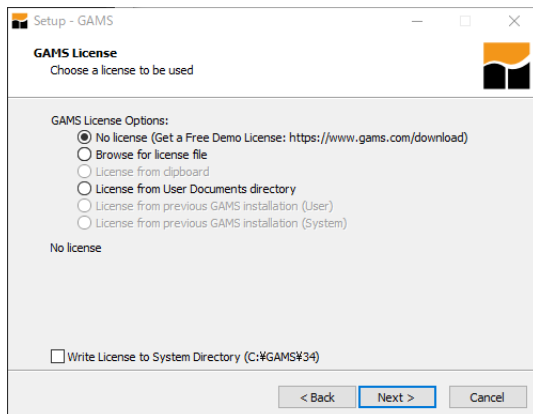 Setup - GAMS
GAMS License
Choose a license to be used
GAMS License Options:
No license (Get a Free Demo License: https://www.gams.com/download)
Browse for license file
License from clipboard
License from User Documents directory
License from previous GAMS installation (User)
License from previous GAMS installation (System)
No license
Write License to System Directory (C:¥GAMS¥34)
< Back
Next >
Cancel